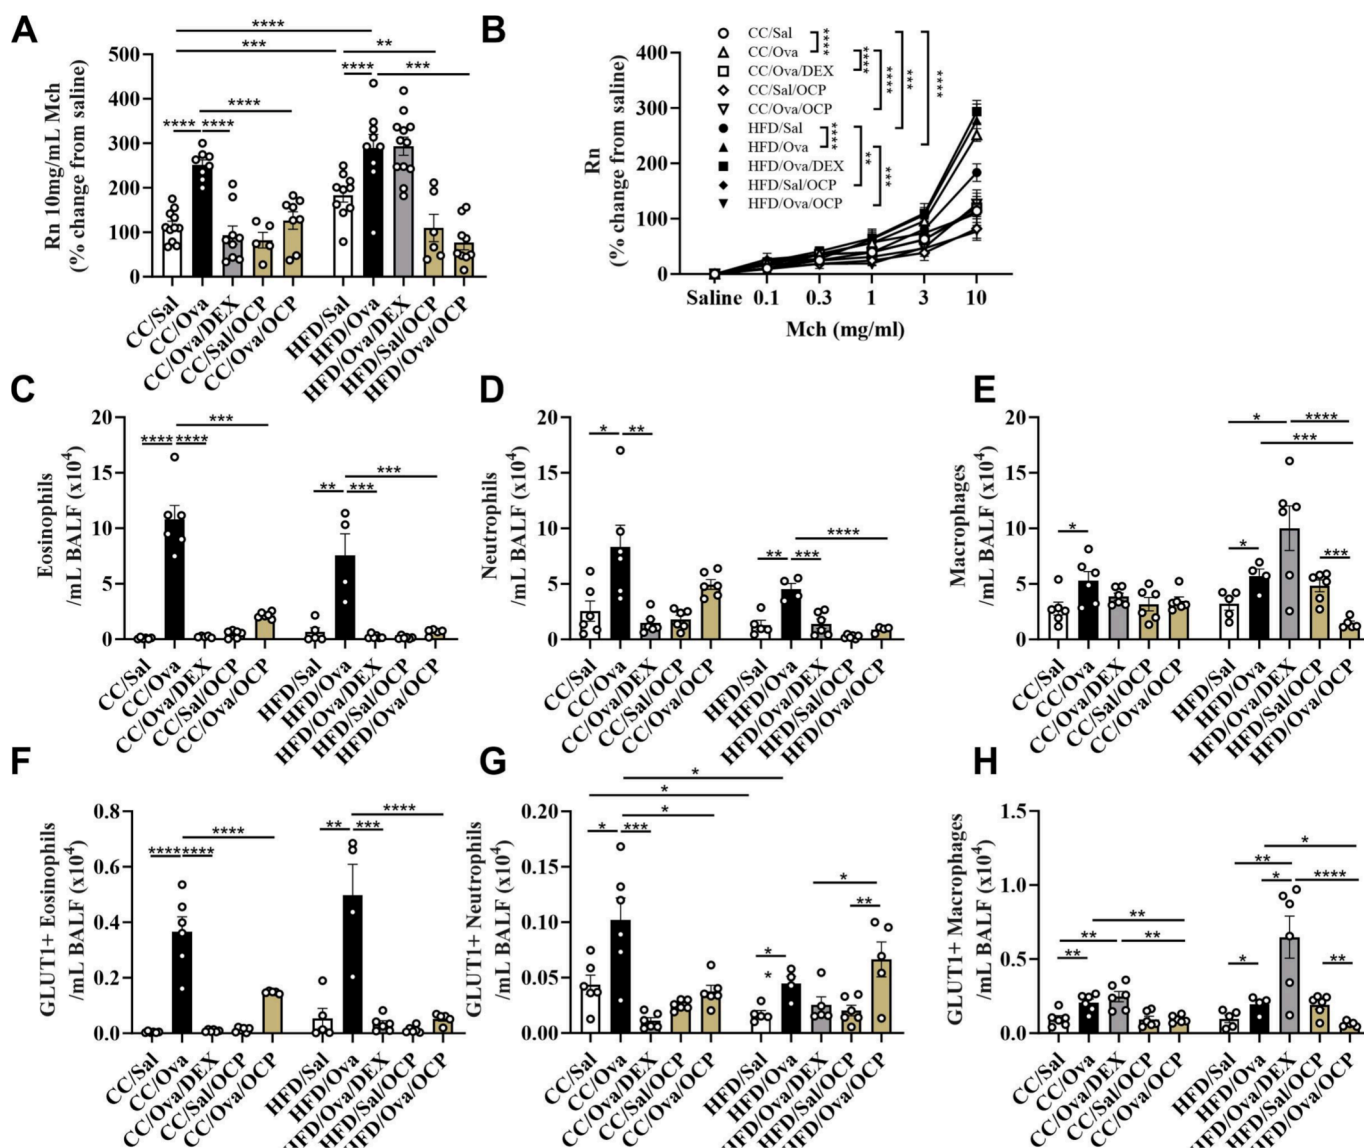 A
****
***
**
****
***
****
****
****
500
400
300
200
100
0
Rn 10mg/mL Mch
(% change from saline)
CC/Sal
CC/Ova
CC/Ova/DEX
CC/Sal/OCP
CC/Ova/OCP
HFD/Sal
HFD/Ova
HFD/Ova/DEX
HFD/Sal/OCP
HFD/Ova/OCP
B
CC/Sal
CC/Ova
CC/Ova/DEX
CC/Sal/OCP
CC/Ova/OCP
HFD/Sal
HFD/Ova
HFD/Ova/DEX
HFD/Sal/OCP
HFD/Ova/OCP
****
****
****
***
****
****
**
***
400
300
200
100
0
Rn
(% change from saline)
Saline 0.1 0.3 1 3 10
Mch (mg/ml)
C
***
****
****
***
**
***
20
15
10
5
0
Eosinophils
/mL BALF (x10⁴)
CC/Sal
CC/Ova
CC/Ova/DEX
CC/Sal/OCP
CC/Ova/OCP
HFD/Sal
HFD/Ova
HFD/Ova/DEX
HFD/Sal/OCP
HFD/Ova/OCP
D
*
**
****
**
***
20
15
10
5
0
Neutrophils
/mL BALF (x10⁴)
CC/Sal
CC/Ova
CC/Ova/DEX
CC/Sal/OCP
CC/Ova/OCP
HFD/Sal
HFD/Ova
HFD/Ova/DEX
HFD/Sal/OCP
HFD/Ova/OCP
E
*
****
***
*
*
***
20
15
10
5
0
Macrophages
/mL BALF (x10⁴)
CC/Sal
CC/Ova
CC/Ova/DEX
CC/Sal/OCP
CC/Ova/OCP
HFD/Sal
HFD/Ova
HFD/Ova/DEX
HFD/Sal/OCP
HFD/Ova/OCP
F
****
****
****
****
**
***
0.8
0.6
0.4
0.2
0.0
GLUT1+ Eosinophils
/mL BALF (x10⁴)
CC/Sal
CC/Ova
CC/Ova/DEX
CC/Sal/OCP
CC/Ova/OCP
HFD/Sal
HFD/Ova
HFD/Ova/DEX
HFD/Sal/OCP
HFD/Ova/OCP
G
*
*
*
*
***
*
**
*
*
0.20
0.15
0.10
0.05
0.00
GLUT1+ Neutrophils
/mL BALF (x10⁴)
CC/Sal
CC/Ova
CC/Ova/DEX
CC/Sal/OCP
CC/Ova/OCP
HFD/Sal
HFD/Ova
HFD/Ova/DEX
HFD/Sal/OCP
HFD/Ova/OCP
H
*
**
*
****
**
**
**
**
*
**
1.5
1.0
0.5
0.0
GLUT1+ Macrophages
/mL BALF (x10⁴)
CC/Sal
CC/Ova
CC/Ova/DEX
CC/Sal/OCP
CC/Ova/OCP
HFD/Sal
HFD/Ova
HFD/Ova/DEX
HFD/Sal/OCP
HFD/Ova/OCP